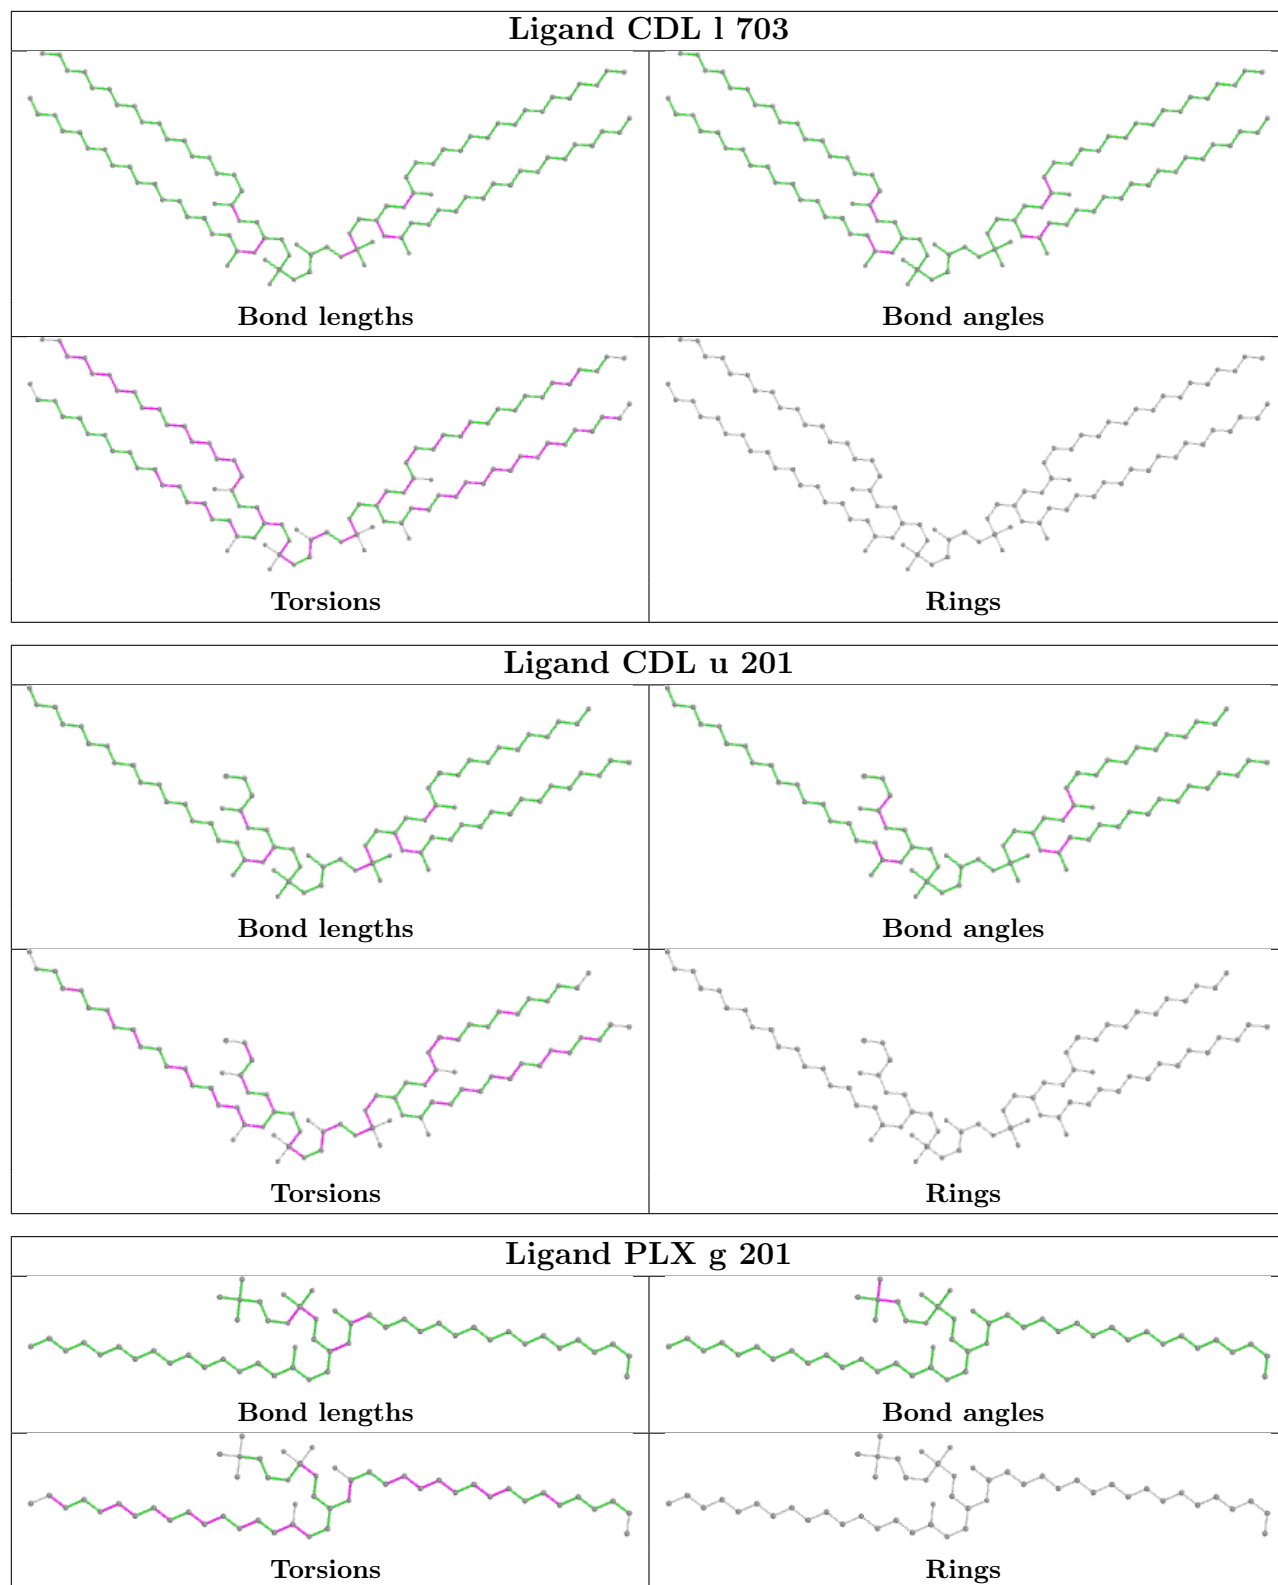 Ligand CDL l 703
Bond lengths
Bond angles
Torsions
Rings
Ligand CDL u 201
Bond lengths
Bond angles
Torsions
Rings
Ligand PLX g 201
Bond lengths
Bond angles
Torsions
Rings